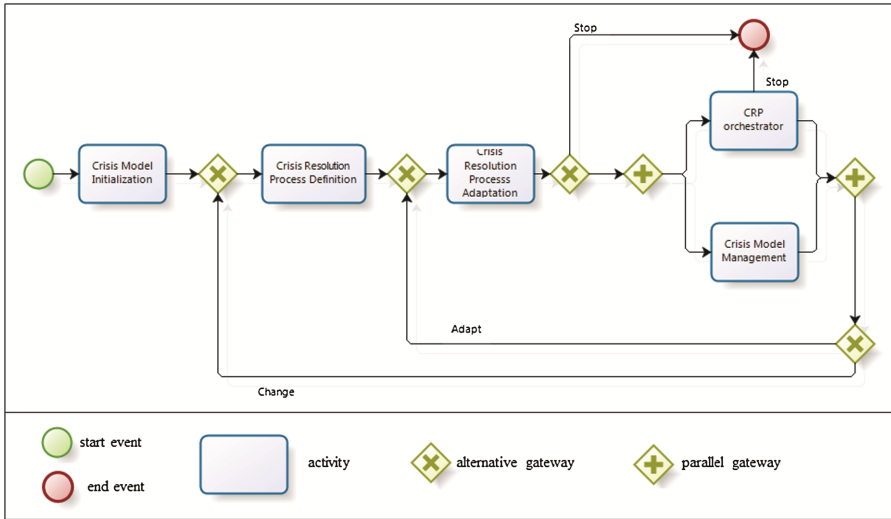 Stop
Crisis Model
Initialization
Crisis Resolution
Process Definition
Crisis
Resolution
Processs
Adaptation
CRP
orchestrator
Stop
Crisis Model
Management
Adapt
Change
start event
end event
activity
alternative gateway
parallel gateway